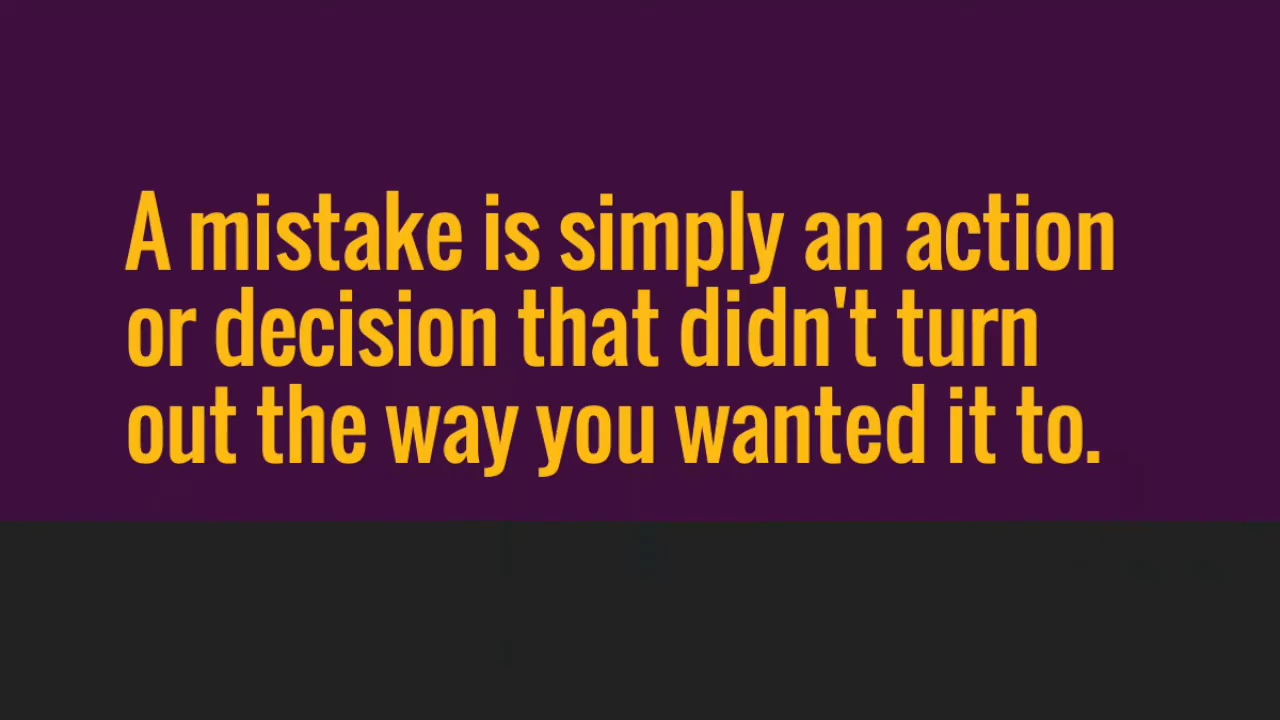 A mistake is simply an action
or decision that didn't turn
out the way you wanted it to.